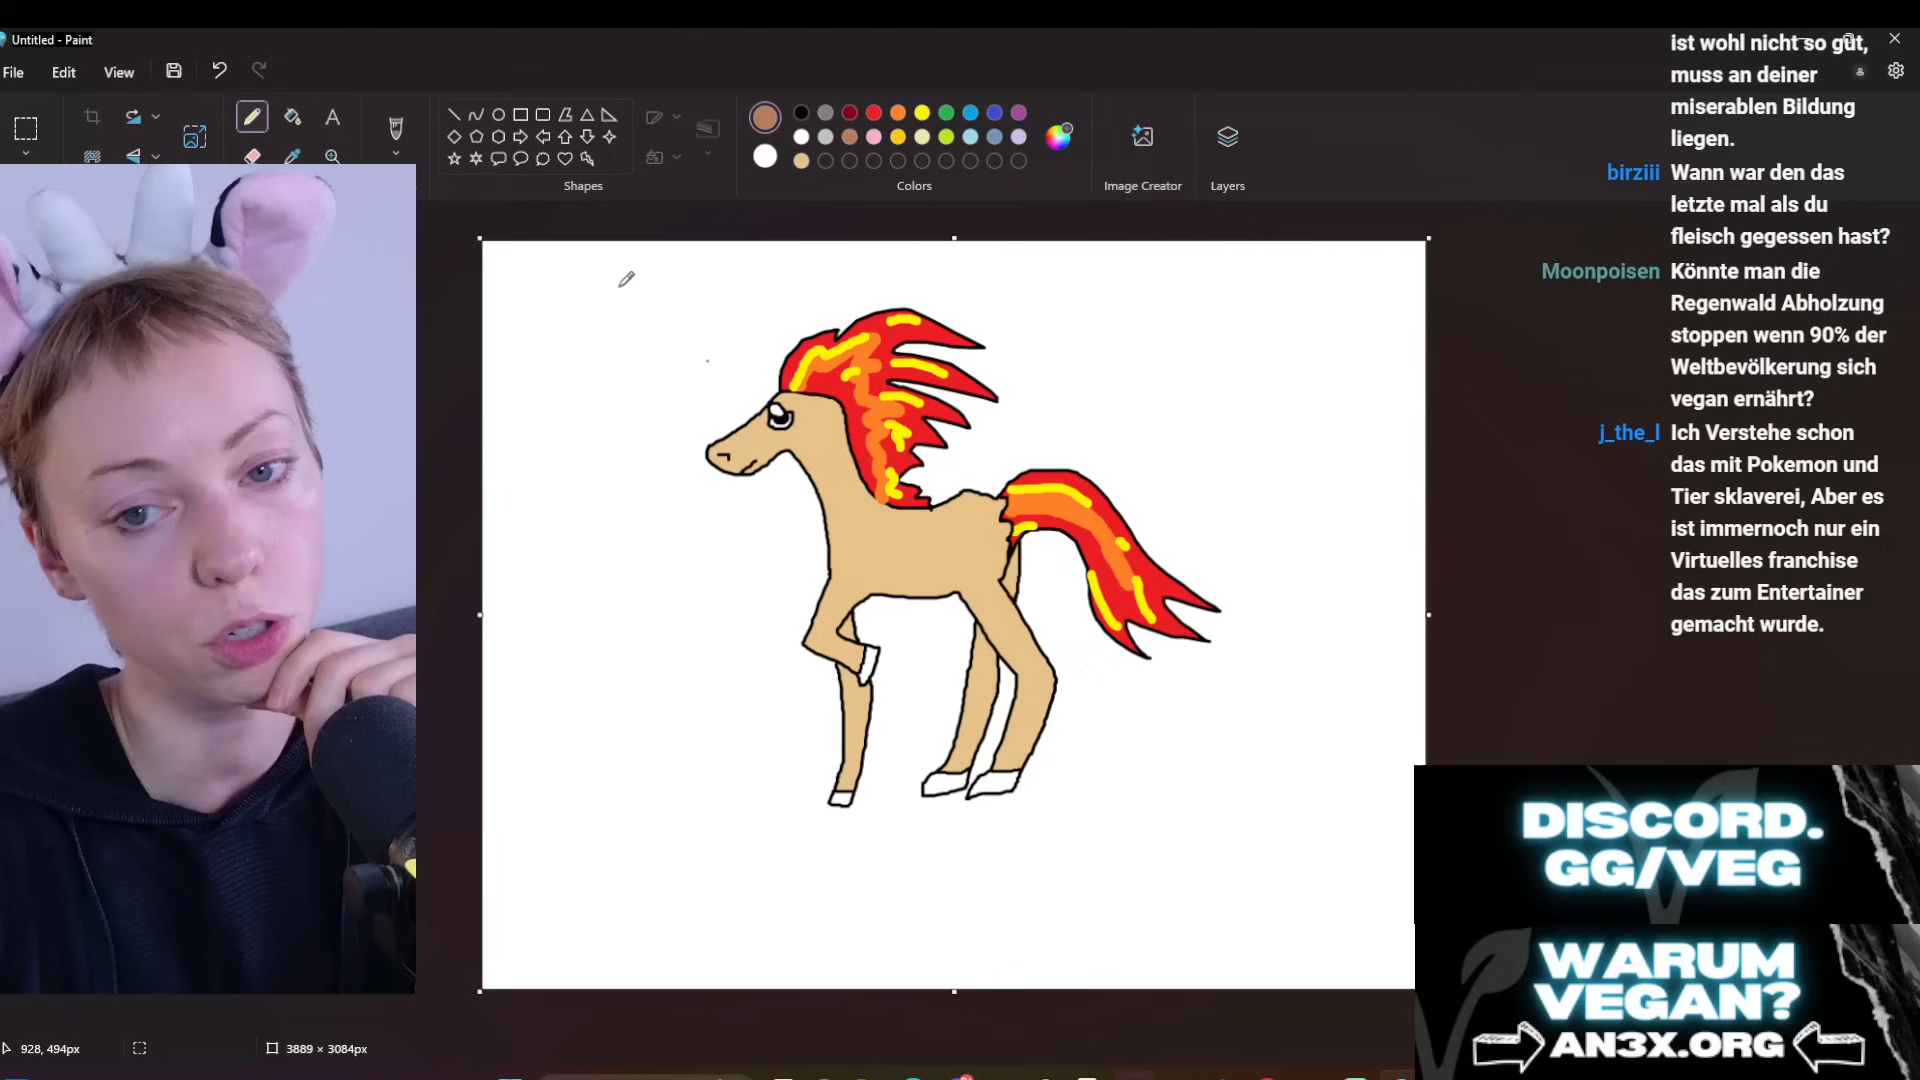 Untitled - Paint
File Edit View
Shapes
Colors
Image Creator
Layers
ist wohl nicht so gut,
muss an deiner
miserablen Bildung
liegen.
birziii Wann war den das
letzte mal als du
fleisch gegessen hast?
Moonpoisen Könnte man die
Regenwald Abholzung
stoppen wenn 90% der
Weltbevölkerung sich
vegan ernährt?
j_the_l Ich Verstehe schon
das mit Pokemon und
Tier sklaverei, Aber es
ist immernoch nur ein
Virtuelles franchise
das zum Entertainer
gemacht wurde.
DISCORD.
GG/VEG
WARUM
VEGAN?
AN3X.ORG
928, 494px
3889 × 3084px